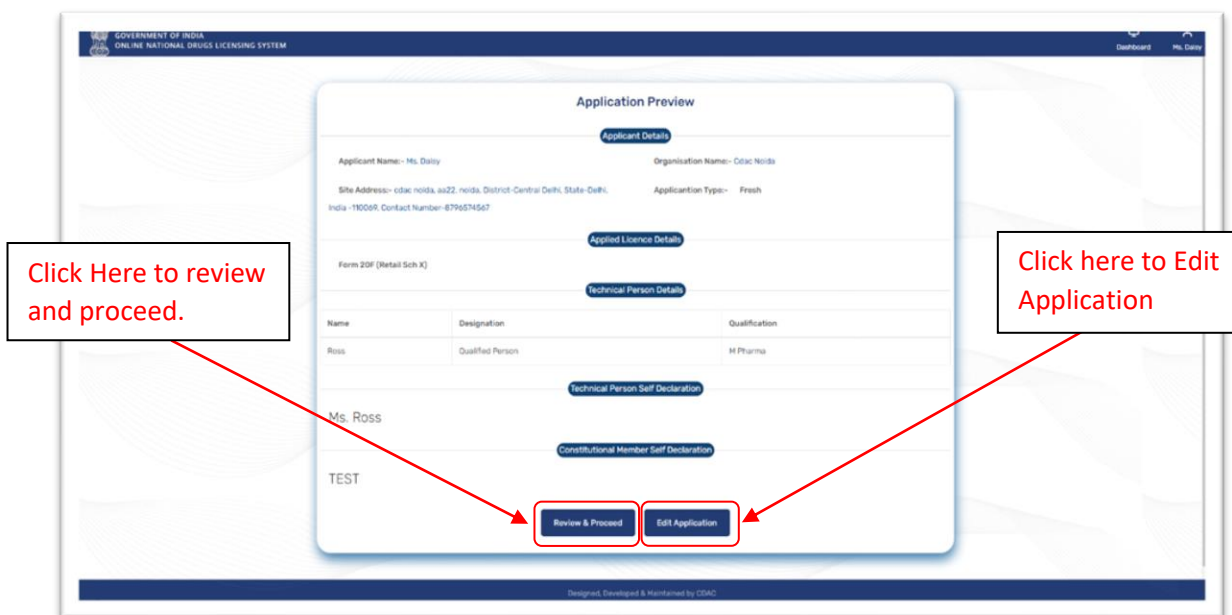 GOVERNMENT OF INDIA
ONLINE NATIONAL DRUGS LICENSING SYSTEM
Dashboard
Ms. Daisy
Application Preview
Applicant Details
Applicant Name:- Ms. Daisy
Organisation Name:- Cdac Noida
Site Address:- cdac noida, aa22, noida, District-Central Delhi, State-Delhi,
India -110069, Contact Number-8796574567
Applicantion Type:- Fresh
Applied Licence Details
Form 20F (Retail Sch X)
Technical Person Details
Name Designation Qualification
Ross Qualified Person M Pharma
Technical Person Self Declaration
Ms. Ross
Constitutional Member Self Declaration
TEST
Review & Proceed
Edit Application
Designed, Developed & Maintained by CDAC
Click Here to review
and proceed.
Click here to Edit
Application